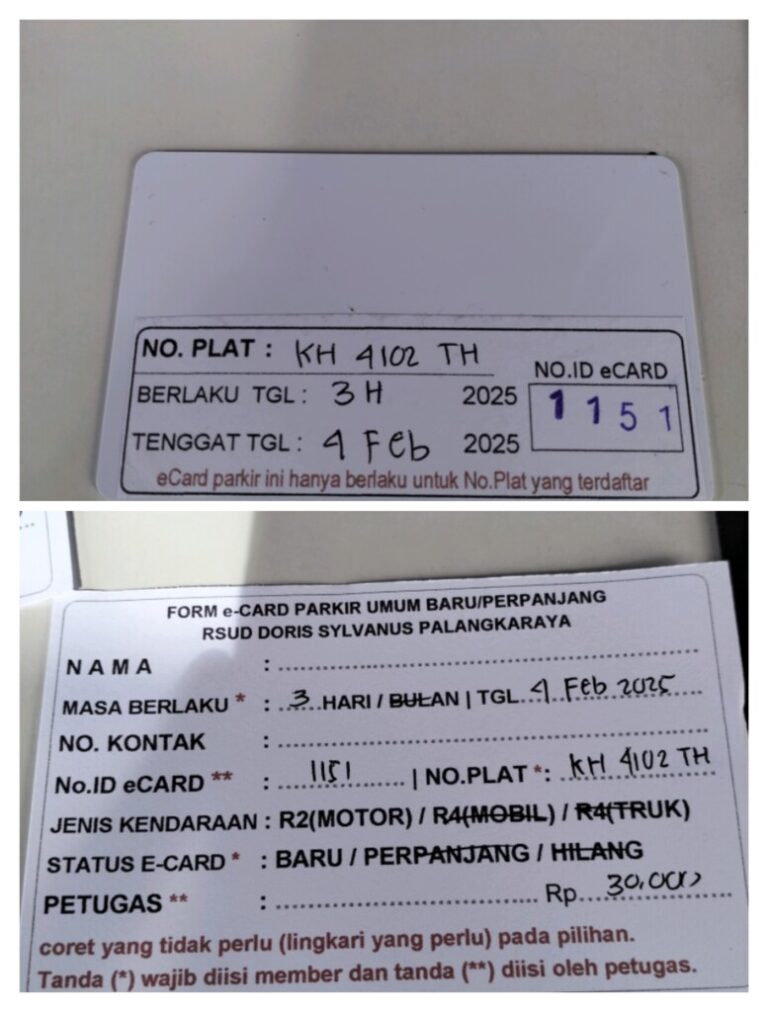 NO. PLAT : KH 4102 TH
NO.ID eCARD
BERLAKU TGL : 3 H 2025
1151
TENGGAT TGL : 4 Feb 2025
eCard parkir ini hanya berlaku untuk No.Plat yang terdaftar
FORM e-CARD PARKIR UMUM BARU/PERPANJANG
RSUD DORIS SYLVANUS PALANGKARAYA
NAMA :
MASA BERLAKU * : 3 HARI / BULAN | TGL 4 Feb 2025
NO. KONTAK :
No.ID eCARD ** : 1151 | NO.PLAT *: KH 4102 TH
JENIS KENDARAAN : R2(MOTOR) / R4(MOBIL) / R4(TRUK)
STATUS E-CARD * : BARU / PERPANJANG / HILANG
PETUGAS ** : Rp 30.000
coret yang tidak perlu (lingkari yang perlu) pada pilihan.
Tanda (*) wajib diisi member dan tanda (**) diisi oleh petugas.